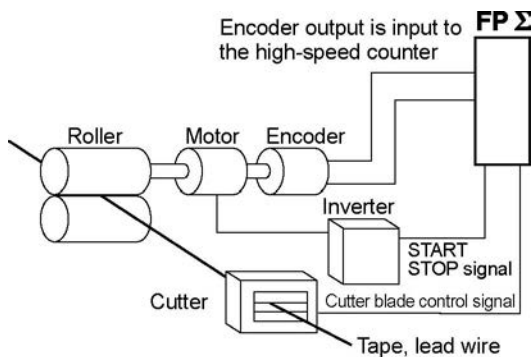 Encoder output is input to
the high-speed counter
FP Σ
Roller
Motor
Encoder
Inverter
START
STOP signal
Cutter
Cutter blade control signal
Tape, lead wire